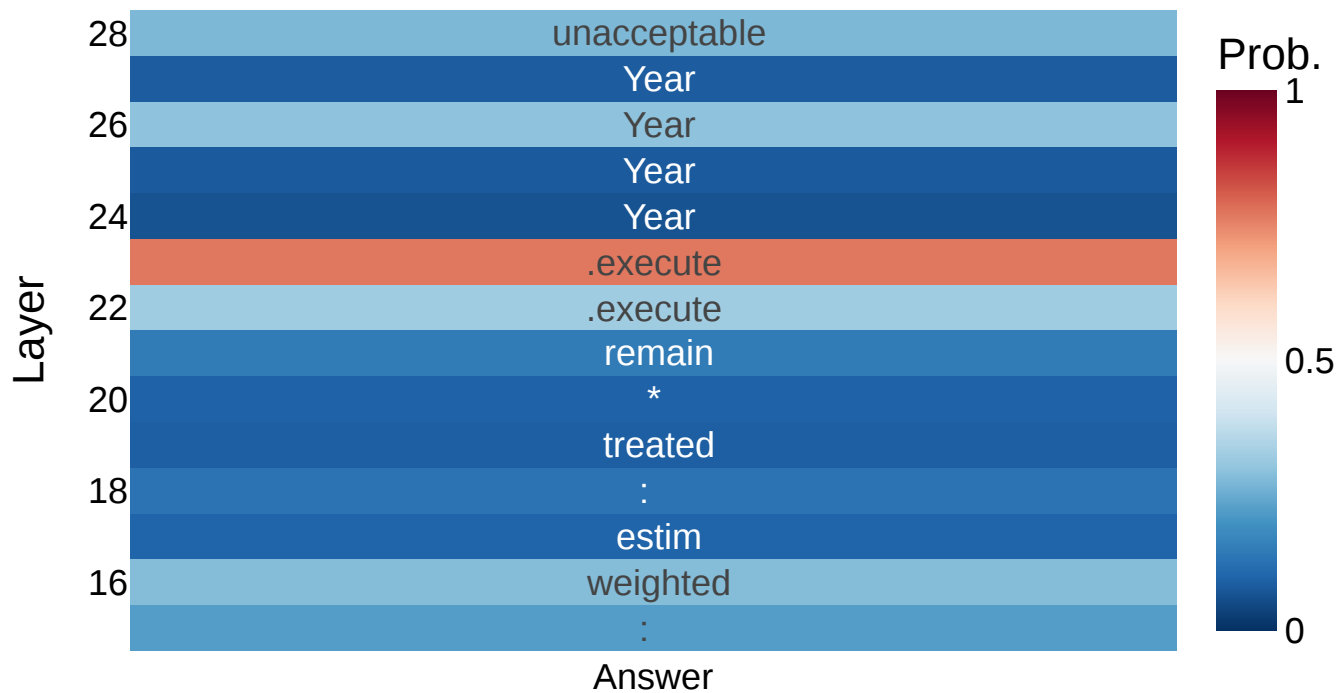 28
unacceptable
Prob.
Year
1
26
Year
Year
24
Year
.execute
Layer
22
.execute
remain
0.5
20
*
treated
18
:
estim
16
weighted
:
0
Answer